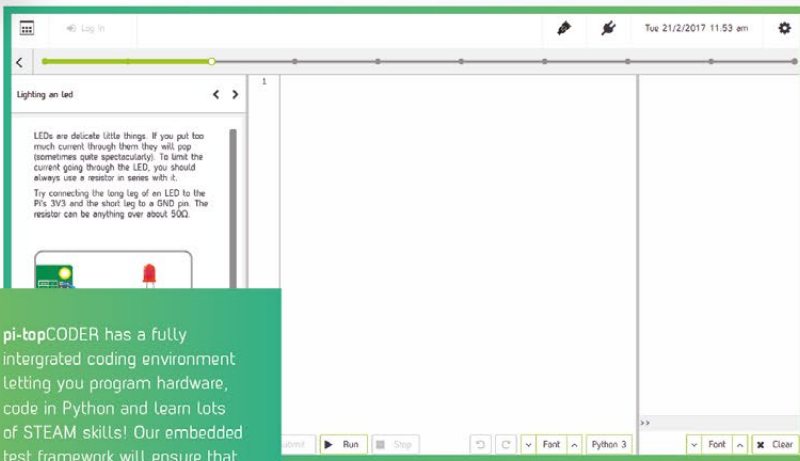 Log In
Tue 21/2/2017 11.53 am
Lighting an led
1
LEDs are delicate little things. If you put too
much current through them they will pop
(sometimes quite spectacularly). To limit the
current going through the LED, you should
always use a resistor in series with it.
Try connecting the long leg of an LED to the
Pi's 3V3 and the short leg to a GND pin. The
resistor can be anything over about 50Ω.
pi-topCODER has a fully
intergrated coding environment
letting you program hardware,
code in Python and learn lots
of STEAM skills! Our embedded
test framework will ensure that
>>
Run
Stop
Font
Python 3
Font
Clear